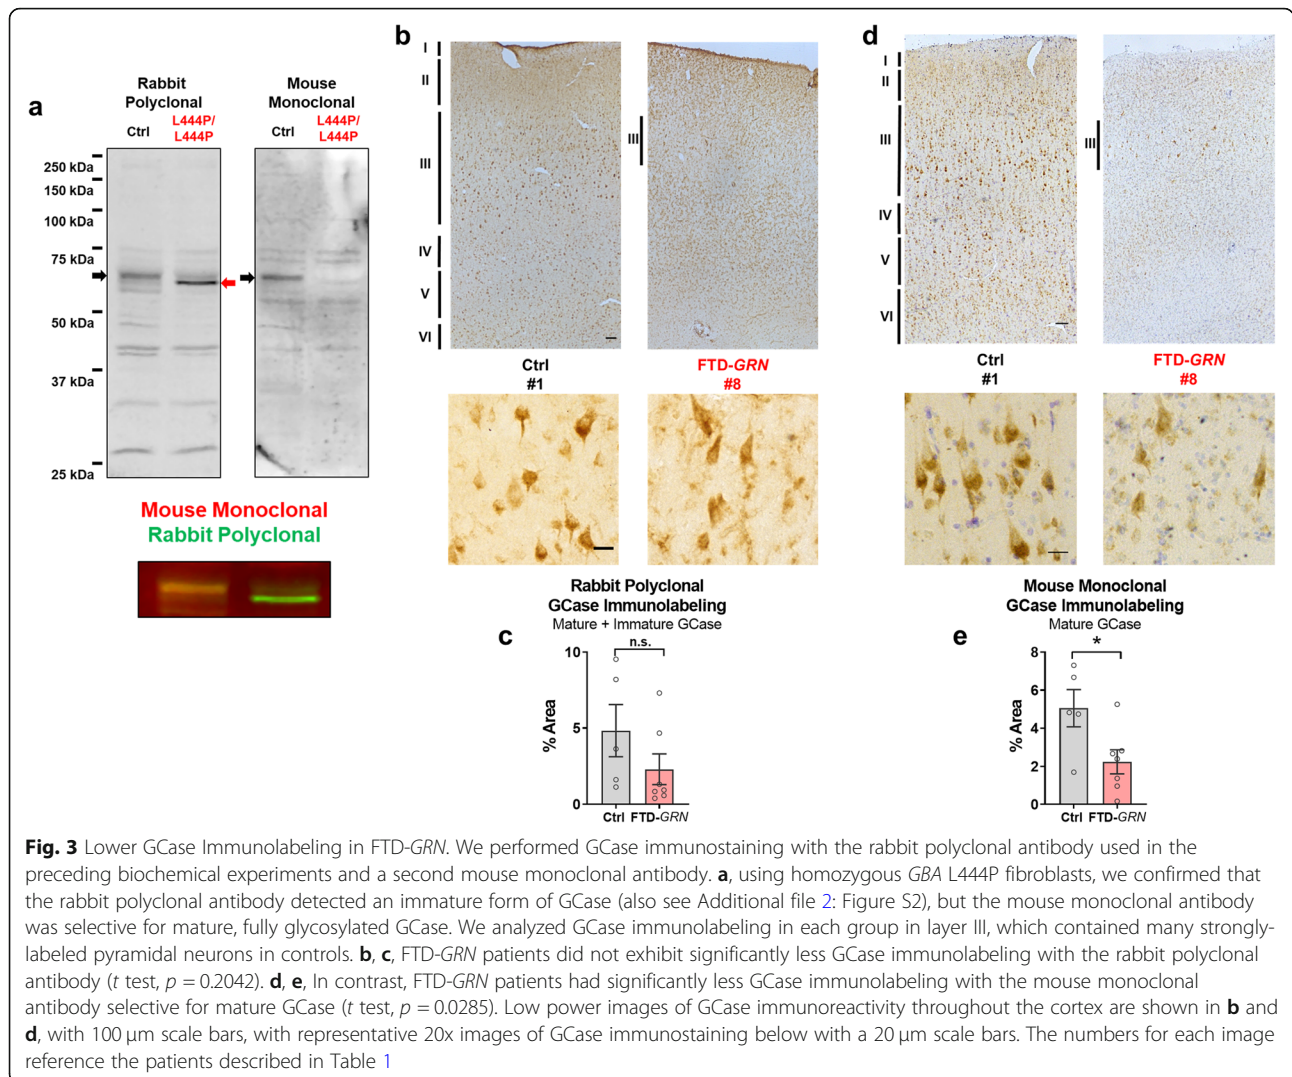 a
Rabbit
Polyclonal
Ctrl
L444P/
L444P
Mouse
Monoclonal
Ctrl
L444P/
L444P
250 kDa
150 kDa
100 kDa
75 kDa
50 kDa
37 kDa
25 kDa
Mouse Monoclonal
Rabbit Polyclonal
b
I
II
III
IV
V
VI
III
Ctrl
#1
FTD-GRN
#8
c
Rabbit Polyclonal
GCase Immunolabeling
Mature + Immature GCase
n.s.
% Area
10
5
0
Ctrl FTD-GRN
d
I
II
III
IV
V
VI
III
Ctrl
#1
FTD-GRN
#8
e
Mouse Monoclonal
GCase Immunolabeling
Mature GCase
*
% Area
8
6
4
2
0
Ctrl FTD-GRN
Fig. 3 Lower GCase Immunolabeling in FTD-GRN. We performed GCase immunostaining with the rabbit polyclonal antibody used in the
preceding biochemical experiments and a second mouse monoclonal antibody. a, using homozygous GBA L444P fibroblasts, we confirmed that
the rabbit polyclonal antibody detected an immature form of GCase (also see Additional file 2: Figure S2), but the mouse monoclonal antibody
was selective for mature, fully glycosylated GCase. We analyzed GCase immunolabeling in each group in layer III, which contained many strongly-
labeled pyramidal neurons in controls. b, c, FTD-GRN patients did not exhibit significantly less GCase immunolabeling with the rabbit polyclonal
antibody (t test, p = 0.2042). d, e, In contrast, FTD-GRN patients had significantly less GCase immunolabeling with the mouse monoclonal
antibody selective for mature GCase (t test, p = 0.0285). Low power images of GCase immunoreactivity throughout the cortex are shown in b and
d, with 100 μm scale bars, with representative 20x images of GCase immunostaining below with a 20 μm scale bars. The numbers for each image
reference the patients described in Table 1